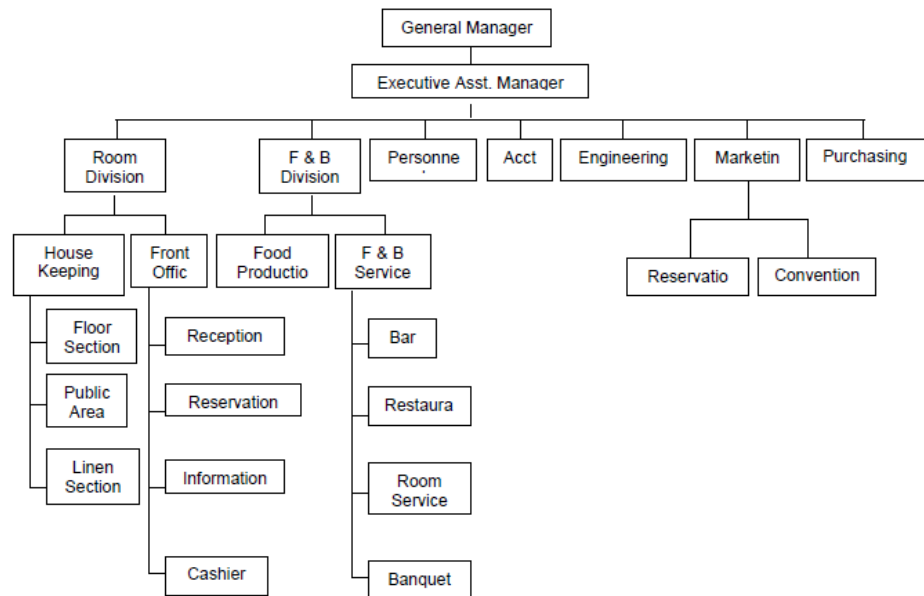 General Manager
Executive Asst. Manager
Room
Division
F & B
Division
Personne
Acct
Engineering
Marketin
Purchasing
House
Keeping
Front
Offic
Food
Productio
F & B
Service
Reservatio
Convention
Floor
Section
Reception
Bar
Public
Area
Reservation
Restaura
Linen
Section
Information
Room
Service
Cashier
Banquet